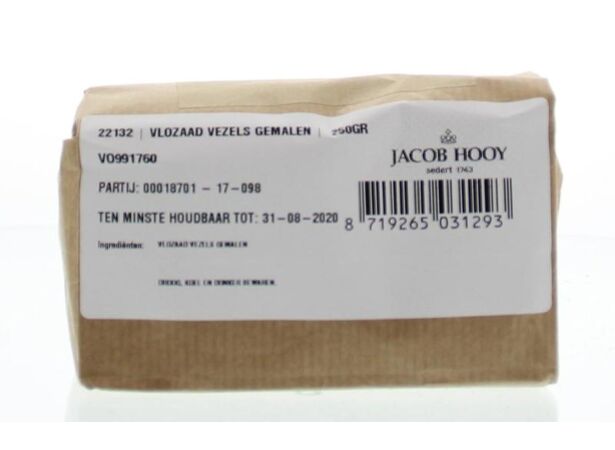 22132 | VLOZAAD VEZELS GEMALEN | 250GR
VO991760
PARTIJ: 00018701 - 17-098
TEN MINSTE HOUDBAAR TOT: 31-08-2020
Ingrediënten: VLOZAAD VEZELS GEMALEN
DROOG, KOEL EN DONKER BEWAREN.
JACOB HOOY
sedert 1743
8 719265 031293